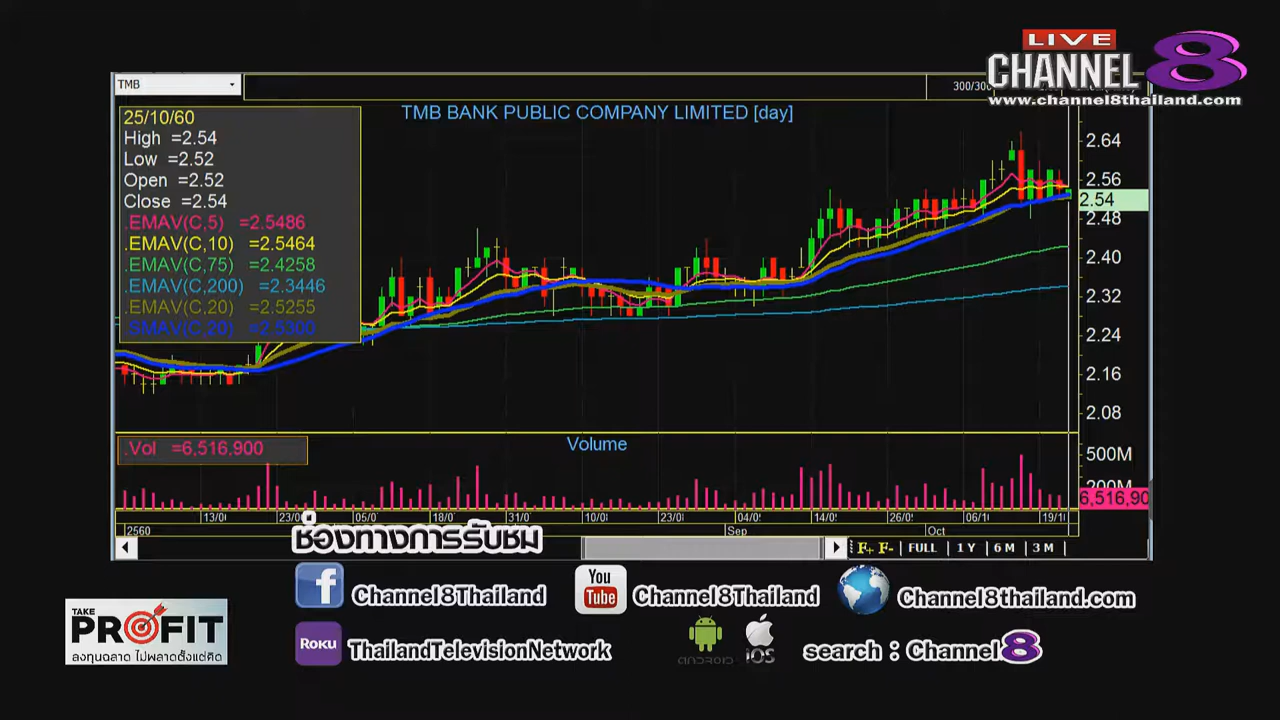 LIVE
CHANNEL 8
www.channel8thailand.com
TMB
300/300
TMB BANK PUBLIC COMPANY LIMITED [day]
25/10/60
High =2.54
Low =2.52
Open =2.52
Close =2.54
.EMAV(C,5) =2.5486
.EMAV(C,10) =2.5464
.EMAV(C,75) =2.4258
.EMAV(C,200) =2.3446
.EMAV(C,20) =2.5255
.SMAV(C,20) =2.5300
2.64
2.56
2.54
2.48
2.40
2.32
2.24
2.16
2.08
.Vol =6,516,900
Volume
500M
200M
6,516,90
13/0 23/0 05/0 18/0 31/0 10/0 23/0 04/0 14/0 26/0 06/1 19/1
2560 Sep Oct
F+ F- FULL 1 Y 6 M 3 M
ช่องทางการรับชม
f Channel8Thailand You Tube Channel8Thailand Channel8thailand.com
TAKE
PROFIT
ลงทุนฉลาด ไม่พลาดตั้งแต่คิด
ROKU ThailandTelevisionNetwork ANDROID iOS search : Channel 8